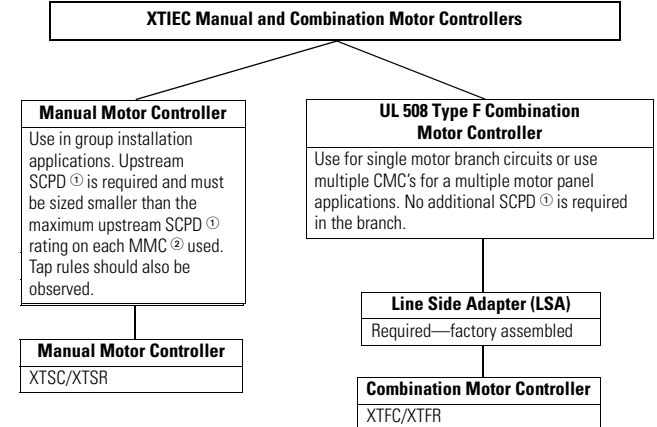 XTIEC Manual and Combination Motor Controllers
Manual Motor Controller
Use in group installation
applications. Upstream
SCPD ① is required and must
be sized smaller than the
maximum upstream SCPD ①
rating on each MMC ② used.
Tap rules should also be
observed.
Manual Motor Controller
XTSC/XTSR
UL 508 Type F Combination
Motor Controller
Use for single motor branch circuits or use
multiple CMC's for a multiple motor panel
applications. No additional SCPD ① is required
in the branch.
Line Side Adapter (LSA)
Required—factory assembled
Combination Motor Controller
XTFC/XTFR